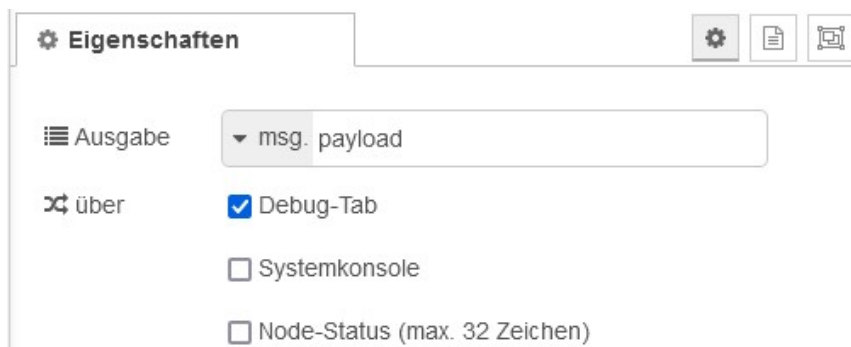 Eigenschaften
Ausgabe msg. payload
über Debug-Tab
Systemkonsole
Node-Status (max. 32 Zeichen)